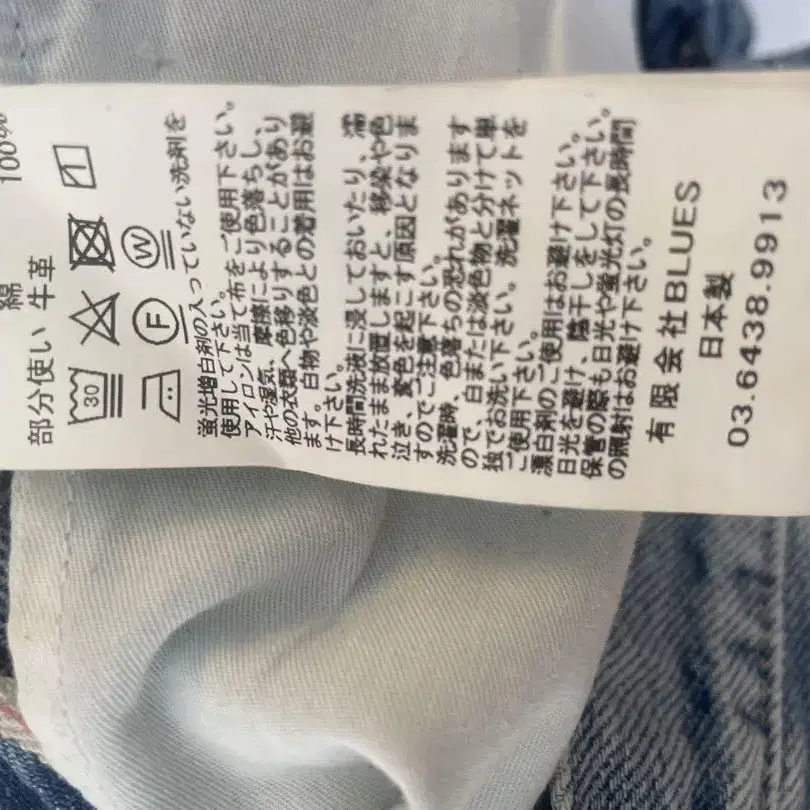 綿 100%
部分使い 牛革
30
F W
蛍光増白剤の入っていない洗剤を
使用して下さい。
アイロンは当て布をご使用下さい。
汗や湿気、摩擦により色落ちし、
他の衣類へ色移りすることがあり
ます。白物や淡色との着用はお避
け下さい。
長時間洗液に浸しておいたり、濡
れたまま放置しますと、移染や色
泣き、黄色を起こす原因となりま
すのでご注意下さい。
洗濯時、色落ちの恐れがあります
ので、白または淡色物と分けて単
独でお洗い下さい。洗濯ネットを
ご使用下さい。
漂白剤のご使用はお避け下さい。
日光を避け、陰干しをして下さい。
保管の際も日光や蛍光灯の長時間
の照射はお避け下さい。
有限会社BLUES
日本製
03.6438.9913